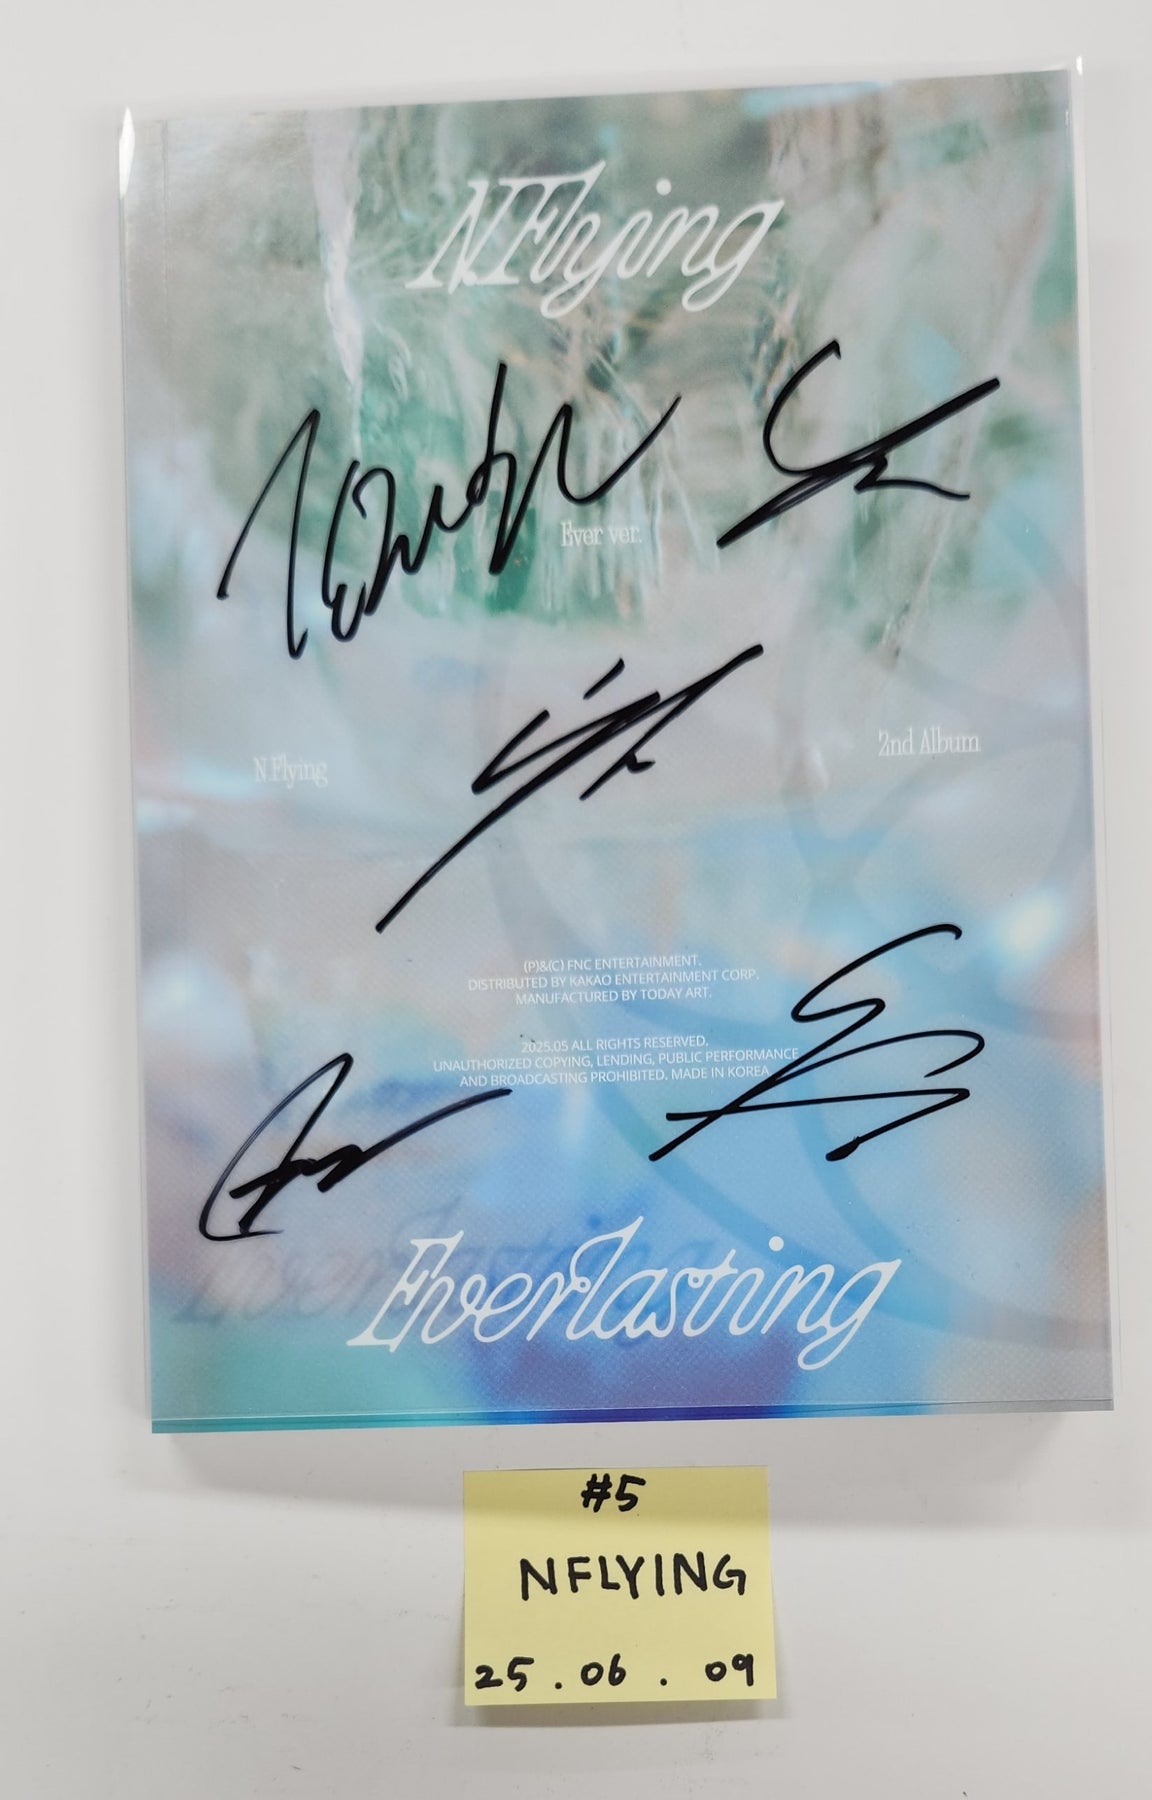 N.Flying
Ever ver.
N.Flying
2nd Album
(P)&(C) FNC ENTERTAINMENT.
DISTRIBUTED BY KAKAO ENTERTAINMENT CORP.
MANUFACTURED BY TODAY ART.
2025.05 ALL RIGHTS RESERVED.
UNAUTHORIZED COPYING, LENDING, PUBLIC PERFORMANCE
AND BROADCASTING PROHIBITED. MADE IN KOREA
Everlasting
#5
NFLYING
25.06.09